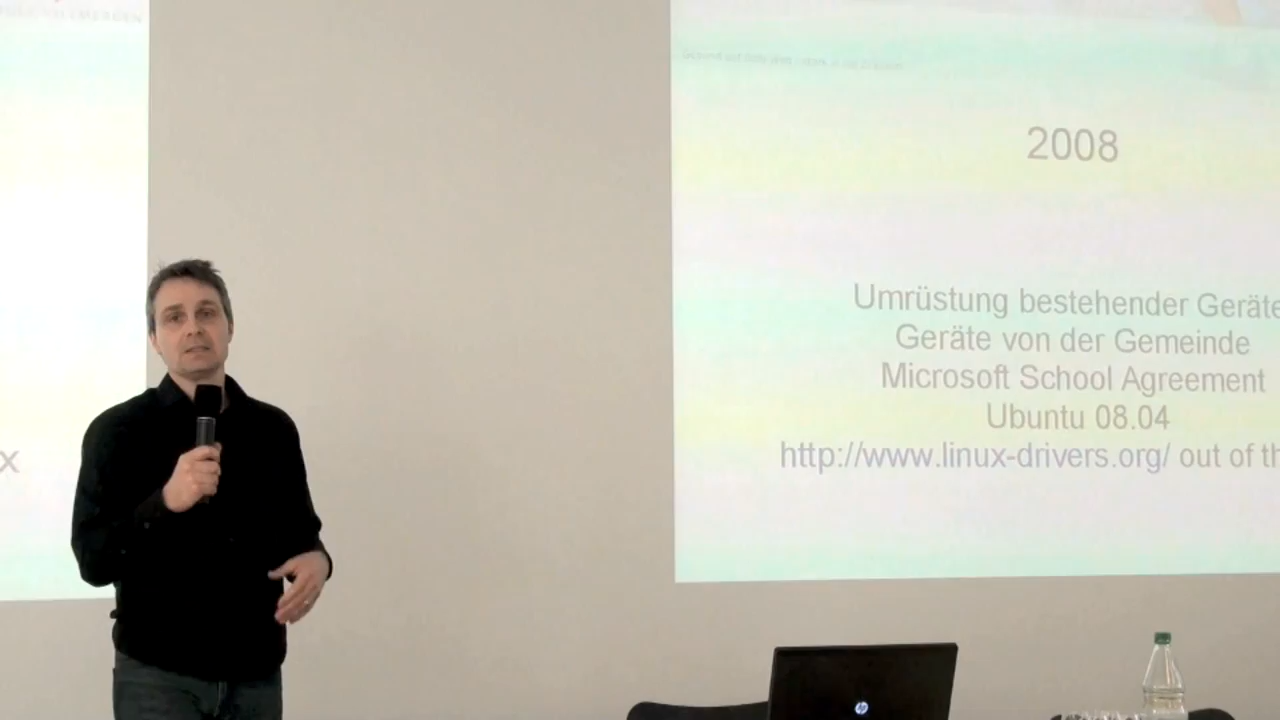 2008
Umrüstung bestehender Geräte
Geräte von der Gemeinde
Microsoft School Agreement
Ubuntu 08.04
http://www.linux-drivers.org/ out of th
x
hp